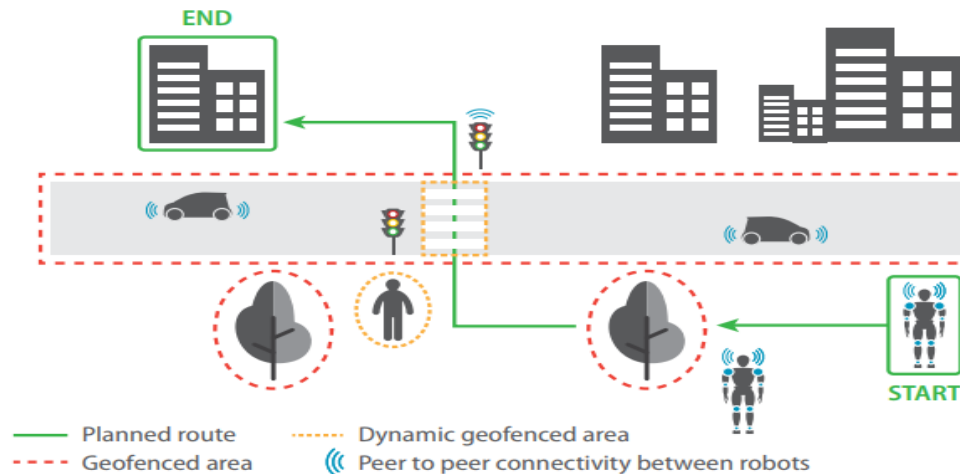 END
START
Planned route
Dynamic geofenced area
Geofenced area
Peer to peer connectivity between robots